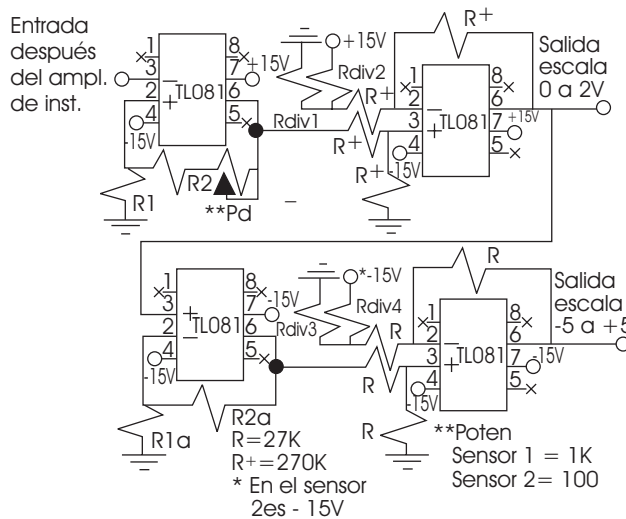 Entrada
después
del ampl.
de inst.
1
8
+15V
3
−
7
2
+
6
4
TL081
5
-15V
R1
R2
**Pd
−
+15V
Rdiv2
Rdiv1
R+
R+
R+
R+
1
8
2
−
6
3
+
TL081
7
+15V
4
5
-15V
Salida
escala
0 a 2V
1
8
3
+
7
-15V
2
−
6
4
TL081
5
-15V
R1a
R2a
R=27K
R+=270K
* En el sensor
2es - 15V
*-15V
Rdiv4
Rdiv3
R
R
R
R
1
8
2
−
6
3
+
TL081
7
-15V
4
5
-15V
Salida
escala
-5 a +5
**Poten
Sensor 1 = 1K
Sensor 2= 100